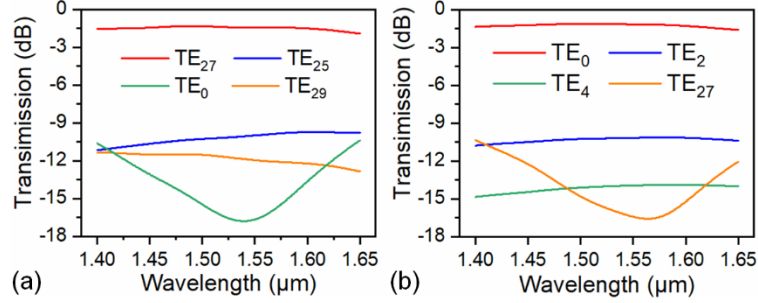 0
-3
-6
-9
-12
-15
-18
Transimission (dB)
TE27 TE25
TE0 TE29
1.40 1.45 1.50 1.55 1.60 1.65
(a) Wavelength (μm)
0
-3
-6
-9
-12
-15
-18
Transimission (dB)
TE0 TE2
TE4 TE27
1.40 1.45 1.50 1.55 1.60 1.65
(b) Wavelength (μm)